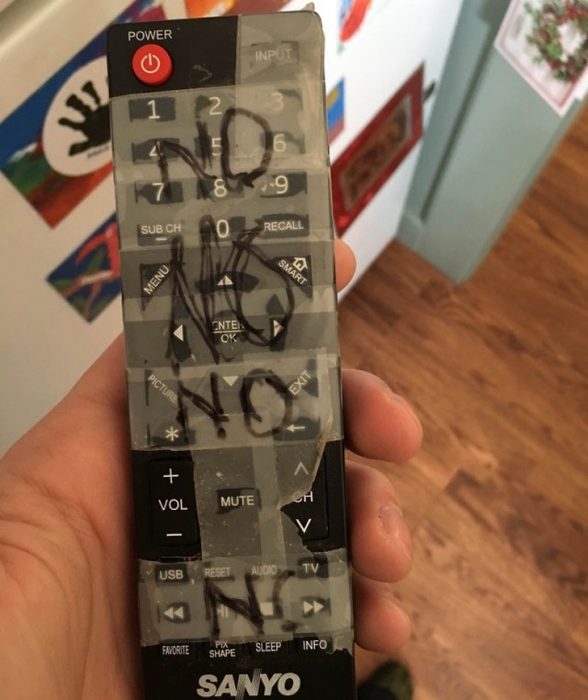 POWER
INPUT
1 2 3
NO
4 5 6
7 8 9
SUB CH 0 RECALL
MENU SMART
NO
ENTER
OK
PICTURE EXIT
NO
* ←
+ ∧
VOL MUTE CH
− ∨
USB RESET AUDIO TV
NO
FAVORITE PIX SHAPE SLEEP INFO
SANYO